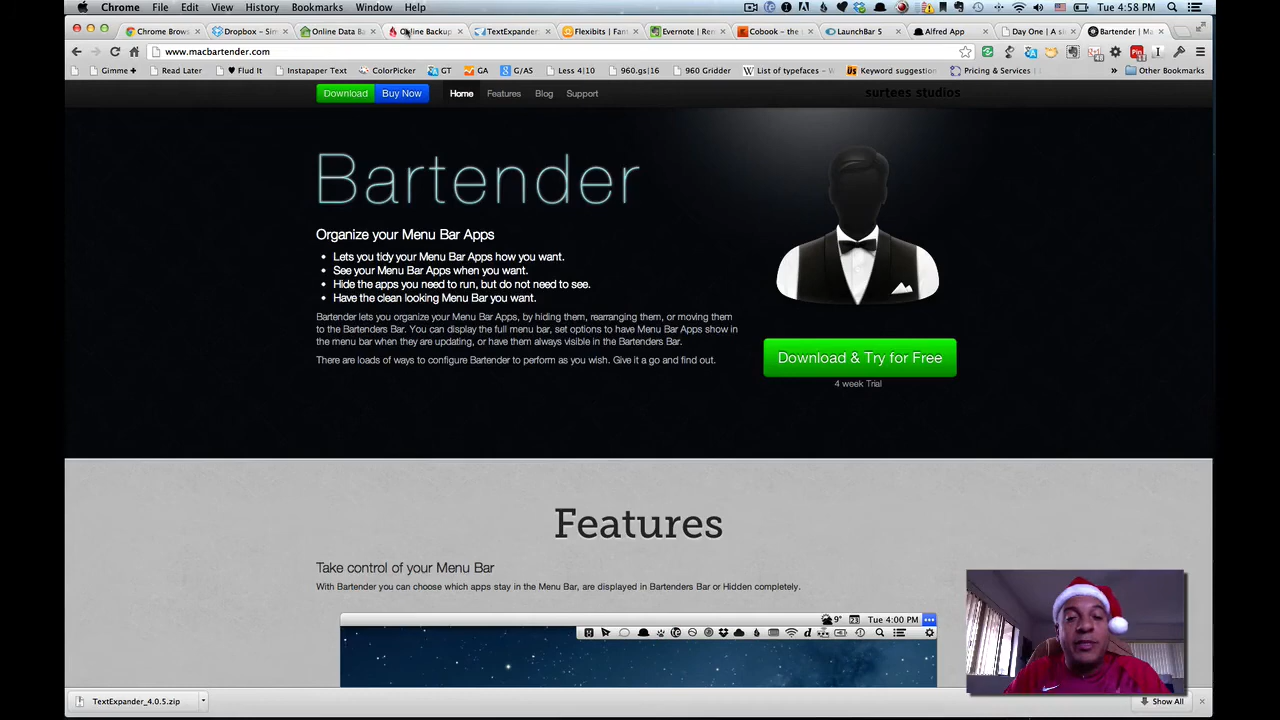 Chrome File Edit View History Bookmarks Window Help Tue 4:58 PM
Chrome Brows Dropbox - Sim Online Data Ba Online Backup TextExpander Flexibits | Fan Evernote | Re Cobook – the LaunchBar 5 Alfred App Day One | A si Bartender | Ma
www.macbartender.com
Gimme + Read Later ♥ Flud It Instapaper Text ColorPicker GT GA G/AS Less 4|10 960.gs|16 960 Gridder List of typefaces – Keyword suggestion Pricing & Services | » Other Bookmarks
Download Buy Now Home Features Blog Support surtees studios
Bartender
Organize your Menu Bar Apps
• Lets you tidy your Menu Bar Apps how you want.
• See your Menu Bar Apps when you want.
• Hide the apps you need to run, but do not need to see.
• Have the clean looking Menu Bar you want.
Bartender lets you organize your Menu Bar Apps, by hiding them, rearranging them, or moving them
to the Bartenders Bar. You can display the full menu bar, set options to have Menu Bar Apps show in
the menu bar when they are updating, or have them always visible in the Bartenders Bar.
There are loads of ways to configure Bartender to perform as you wish. Give it a go and find out.
Download & Try for Free
4 week Trial
Features
Take control of your Menu Bar
With Bartender you can choose which apps stay in the Menu Bar, are displayed in Bartenders Bar or Hidden completely.
9° 23 Tue 4:00 PM
TextExpander_4.0.5.zip Show All